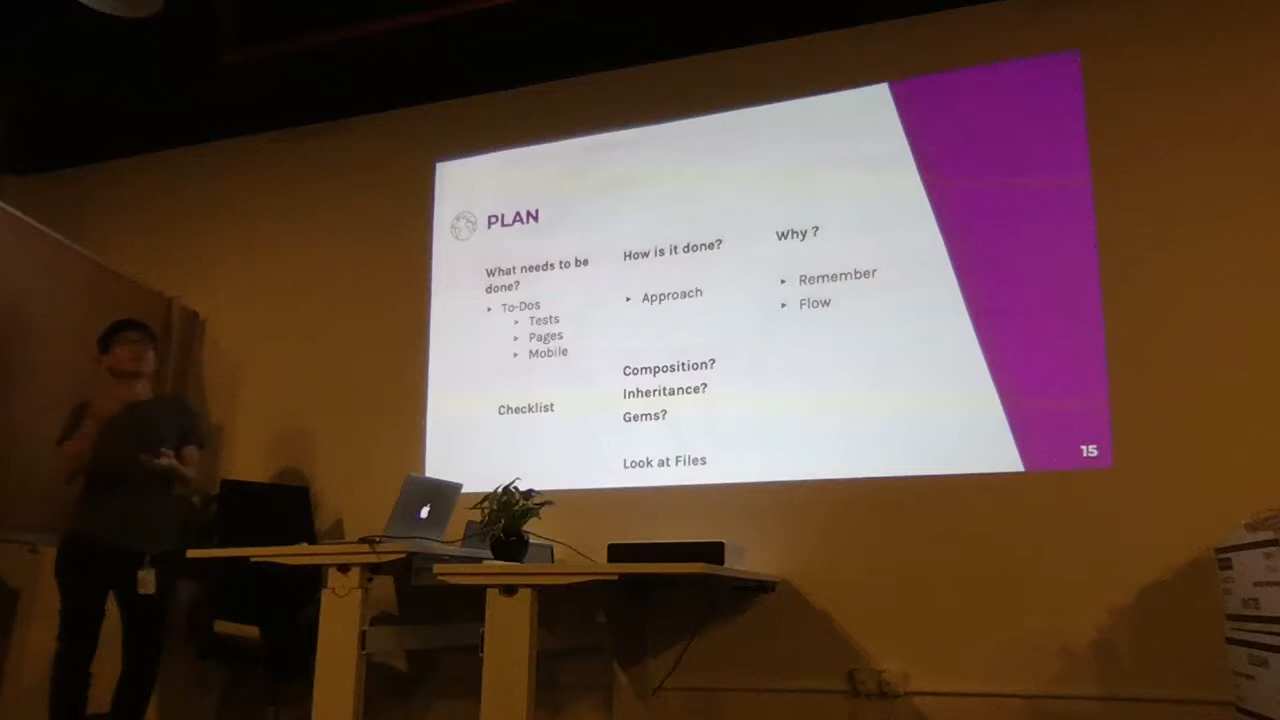 PLAN
What needs to be
done?
To-Dos
Tests
Pages
Mobile
Checklist
How is it done?
Approach
Composition?
Inheritance?
Gems?
Look at Files
Why ?
Remember
Flow
15